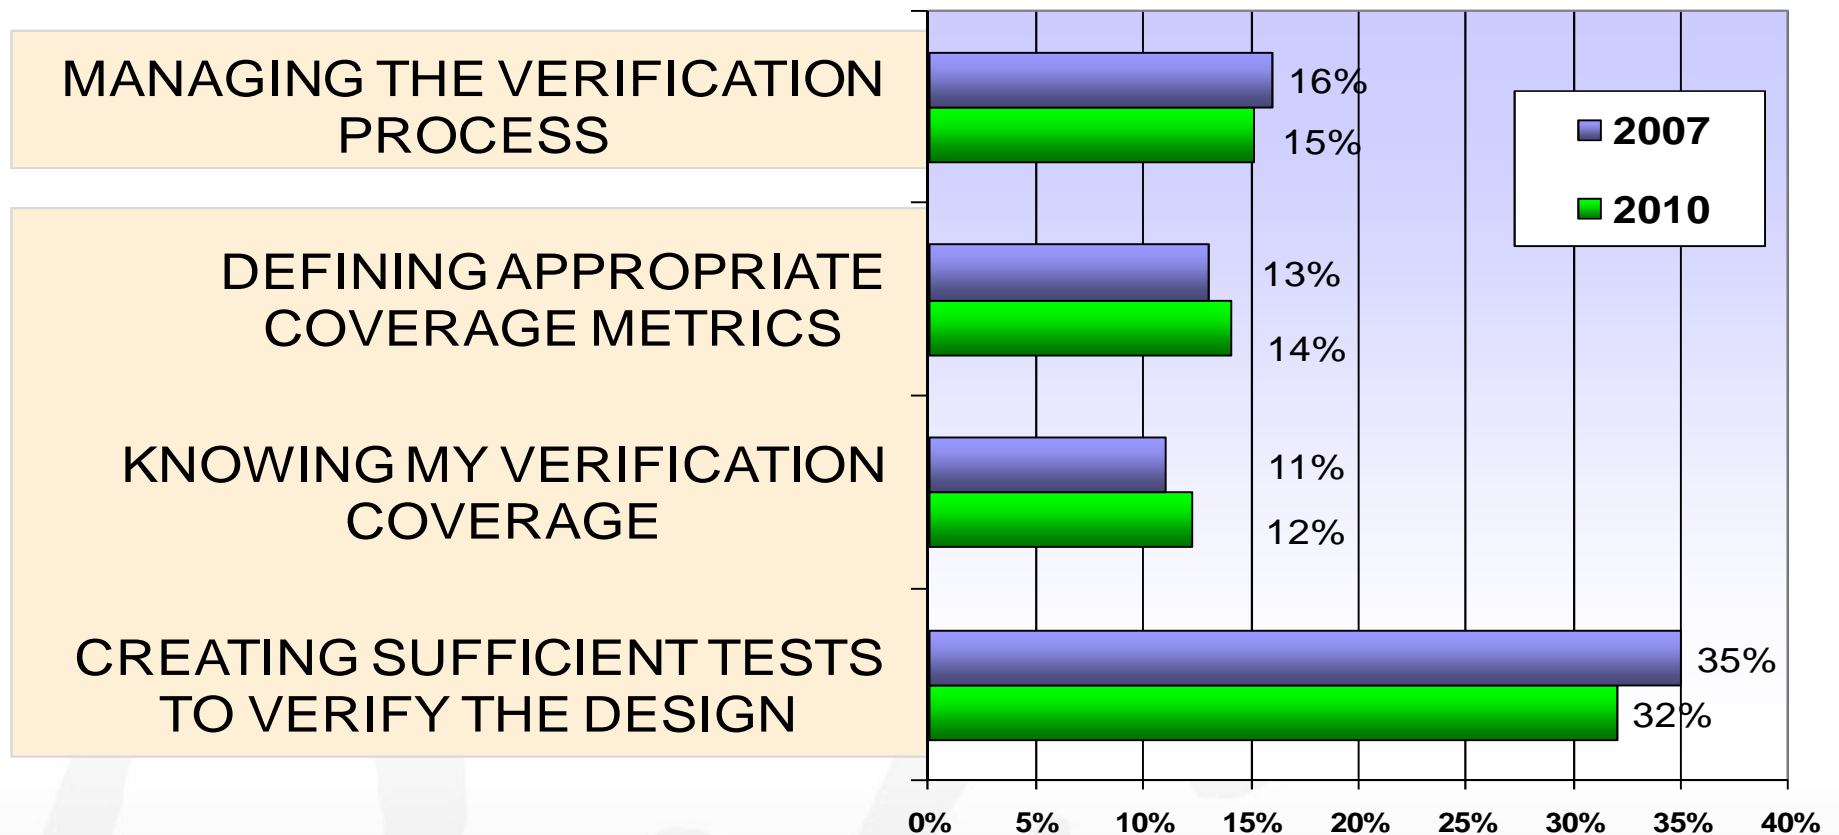 MANAGING THE VERIFICATION
PROCESS
16%
15%
2007
2010
DEFINING APPROPRIATE
COVERAGE METRICS
13%
14%
KNOWING MY VERIFICATION
COVERAGE
11%
12%
CREATING SUFFICIENT TESTS
TO VERIFY THE DESIGN
35%
32%
0% 5% 10% 15% 20% 25% 30% 35% 40%